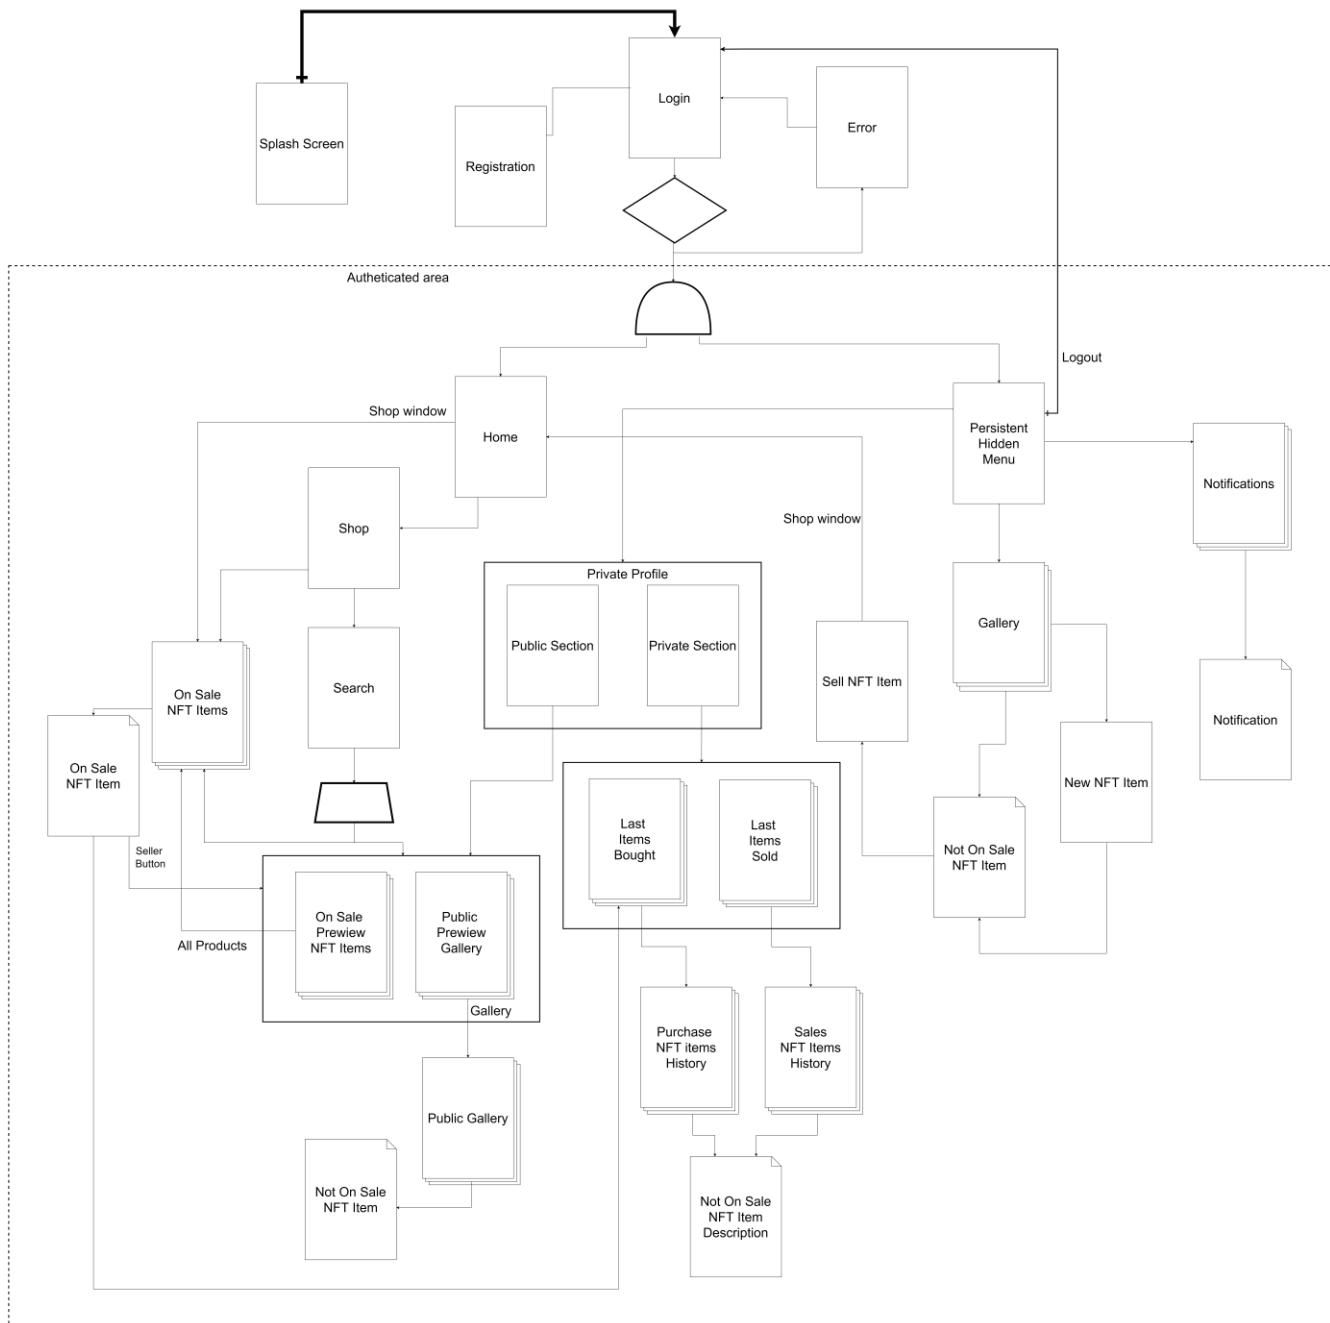 Login
Splash Screen
Registration
Error
Autheticated area
Logout
Shop window
Home
Persistent
Hidden
Menu
Notifications
Shop
Shop window
Private Profile
Public Section
Private Section
Gallery
Sell NFT Item
Search
On Sale
NFT Items
Notification
On Sale
NFT Item
New NFT Item
Seller
Button
Last
Items
Bought
Last
Items
Sold
Not On Sale
NFT Item
On Sale
Prewiew
NFT Items
Public
Prewiew
Gallery
All Products
Gallery
Purchase
NFT items
History
Sales
NFT Items
History
Public Gallery
Not On Sale
NFT Item
Not On Sale
NFT Item
Description